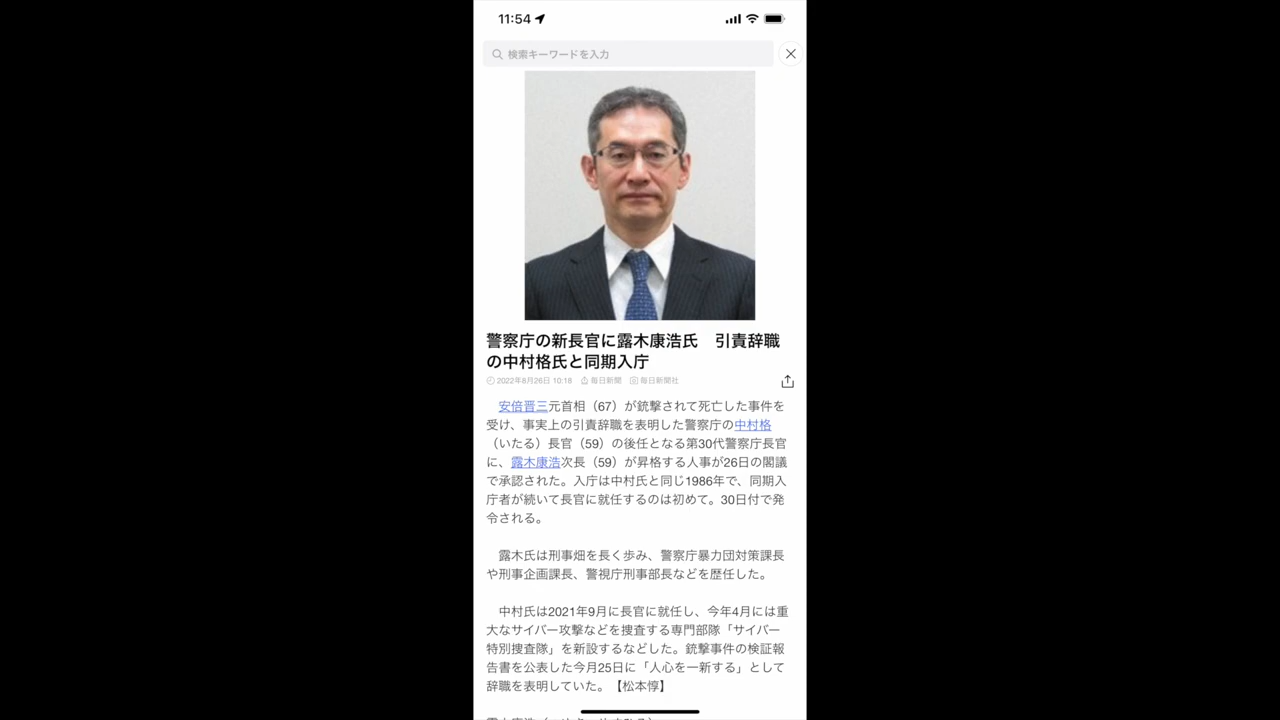 11:54
検索キーワードを入力
警察庁の新長官に露木康浩氏　引責辞職
の中村格氏と同期入庁
2022年8月26日 10:18 毎日新聞 毎日新聞社
安倍晋三元首相（67）が銃撃されて死亡した事件を
受け、事実上の引責辞職を表明した警察庁の中村格
（いたる）長官（59）の後任となる第30代警察庁長官
に、露木康浩次長（59）が昇格する人事が26日の閣議
で承認された。入庁は中村氏と同じ1986年で、同期入
庁者が続いて長官に就任するのは初めて。30日付で発
令される。
露木氏は刑事畑を長く歩み、警察庁暴力団対策課長
や刑事企画課長、警視庁刑事部長などを歴任した。
中村氏は2021年9月に長官に就任し、今年4月には重
大なサイバー攻撃などを捜査する専門部隊「サイバー
特別捜査隊」を新設するなどした。銃撃事件の検証報
告書を公表した今月25日に「人心を一新する」として
辞職を表明していた。【松本惇】